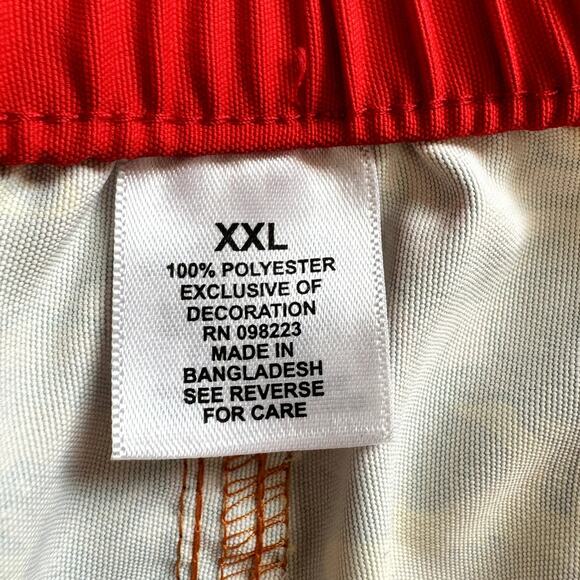 XXL
100% POLYESTER
EXCLUSIVE OF
DECORATION
RN 098223
MADE IN
BANGLADESH
SEE REVERSE
FOR CARE